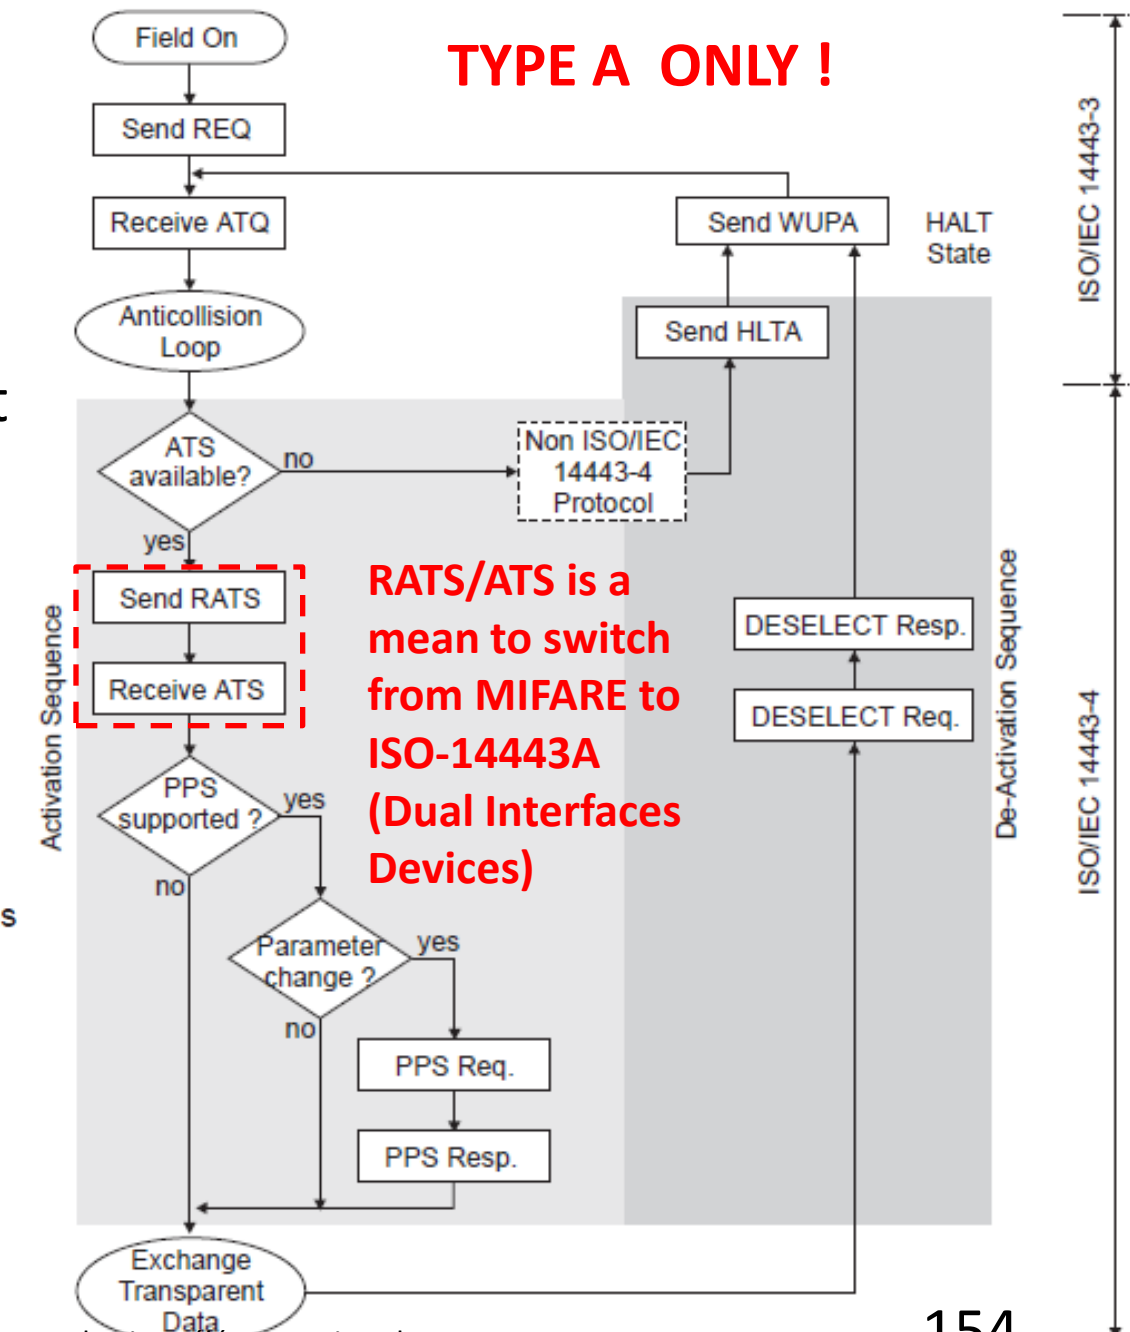 Field On
TYPE A ONLY !
Send REQ
Receive ATQ
Send WUPA
HALT
State
ISO/IEC 14443-3
Anticollision
Loop
Send HLTA
t
ATS
available?
no
Non ISO/IEC
14443-4
Protocol
yes
Send RATS
Receive ATS
RATS/ATS is a
mean to switch
from MIFARE to
ISO-14443A
(Dual Interfaces
Devices)
DESELECT Resp.
DESELECT Req.
Activation Sequence
De-Activation Sequence
ISO/IEC 14443-4
PPS
supported ?
yes
no
s
Parameter
change ?
yes
no
PPS Req.
PPS Resp.
Exchange
Transparent
Data
154